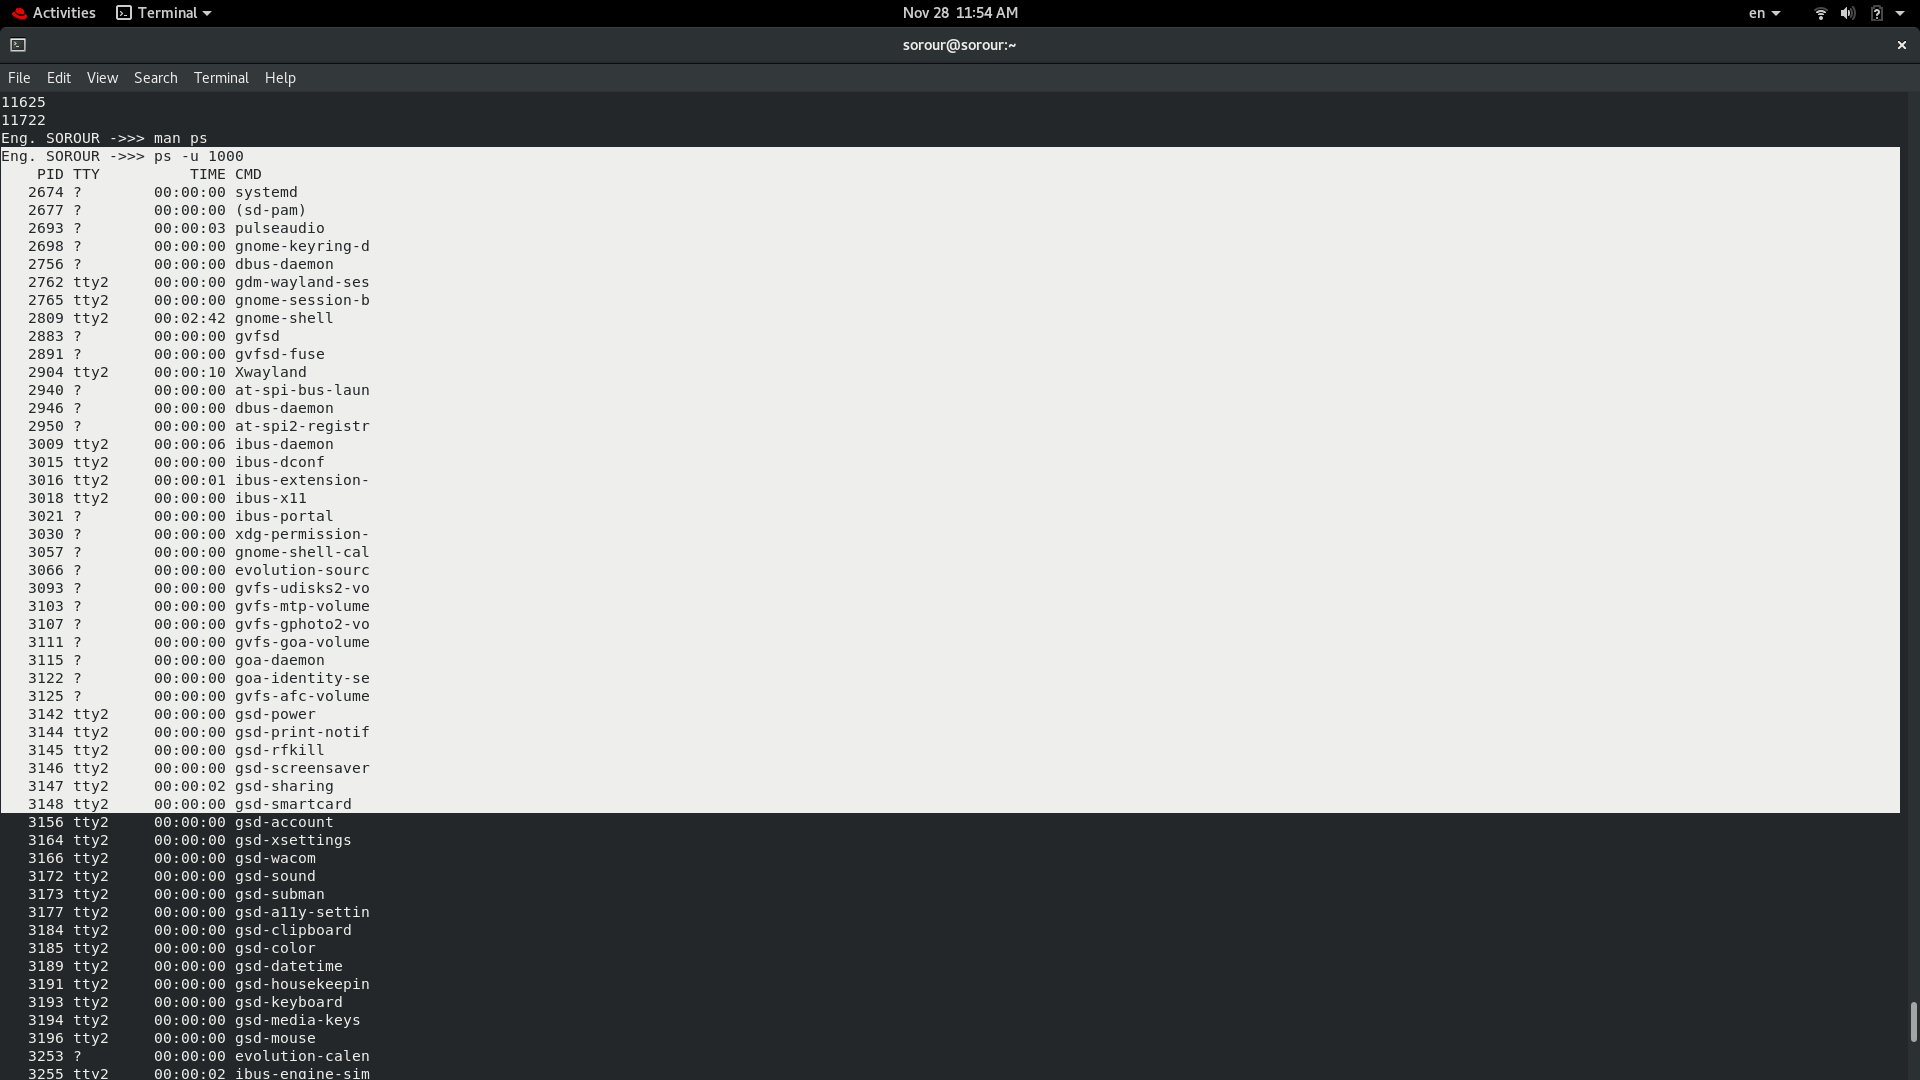 Activities Terminal Nov 28 11:54 AM en
sorour@sorour:~
File Edit View Search Terminal Help
11625
11722
Eng. SOROUR ->>> man ps
Eng. SOROUR ->>> ps -u 1000
    PID TTY          TIME CMD
   2674 ?        00:00:00 systemd
   2677 ?        00:00:00 (sd-pam)
   2693 ?        00:00:03 pulseaudio
   2698 ?        00:00:00 gnome-keyring-d
   2756 ?        00:00:00 dbus-daemon
   2762 tty2     00:00:00 gdm-wayland-ses
   2765 tty2     00:00:00 gnome-session-b
   2809 tty2     00:02:42 gnome-shell
   2883 ?        00:00:00 gvfsd
   2891 ?        00:00:00 gvfsd-fuse
   2904 tty2     00:00:10 Xwayland
   2940 ?        00:00:00 at-spi-bus-laun
   2946 ?        00:00:00 dbus-daemon
   2950 ?        00:00:00 at-spi2-registr
   3009 tty2     00:00:06 ibus-daemon
   3015 tty2     00:00:00 ibus-dconf
   3016 tty2     00:00:01 ibus-extension-
   3018 tty2     00:00:00 ibus-x11
   3021 ?        00:00:00 ibus-portal
   3030 ?        00:00:00 xdg-permission-
   3057 ?        00:00:00 gnome-shell-cal
   3066 ?        00:00:00 evolution-sourc
   3093 ?        00:00:00 gvfs-udisks2-vo
   3103 ?        00:00:00 gvfs-mtp-volume
   3107 ?        00:00:00 gvfs-gphoto2-vo
   3111 ?        00:00:00 gvfs-goa-volume
   3115 ?        00:00:00 goa-daemon
   3122 ?        00:00:00 goa-identity-se
   3125 ?        00:00:00 gvfs-afc-volume
   3142 tty2     00:00:00 gsd-power
   3144 tty2     00:00:00 gsd-print-notif
   3145 tty2     00:00:00 gsd-rfkill
   3146 tty2     00:00:00 gsd-screensaver
   3147 tty2     00:00:02 gsd-sharing
   3148 tty2     00:00:00 gsd-smartcard
   3156 tty2     00:00:00 gsd-account
   3164 tty2     00:00:00 gsd-xsettings
   3166 tty2     00:00:00 gsd-wacom
   3172 tty2     00:00:00 gsd-sound
   3173 tty2     00:00:00 gsd-subman
   3177 tty2     00:00:00 gsd-a11y-settin
   3184 tty2     00:00:00 gsd-clipboard
   3185 tty2     00:00:00 gsd-color
   3189 tty2     00:00:00 gsd-datetime
   3191 tty2     00:00:00 gsd-housekeepin
   3193 tty2     00:00:00 gsd-keyboard
   3194 tty2     00:00:00 gsd-media-keys
   3196 tty2     00:00:00 gsd-mouse
   3253 ?        00:00:00 evolution-calen
   3255 tty2     00:00:02 ibus-engine-sim